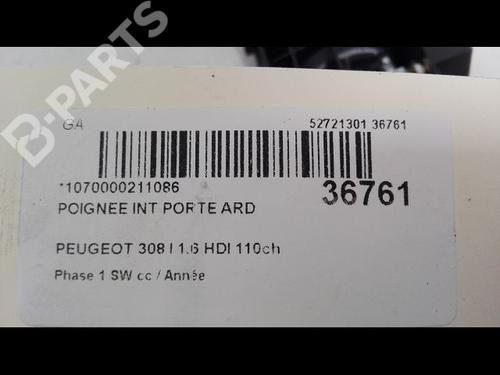 B-PARTS
GA 52721301 36761
*1070000211086 36761
POIGNEE INT PORTE ARD
PEUGEOT 308 I 1.6 HDI 110ch
Phase 1 SW cc / Année